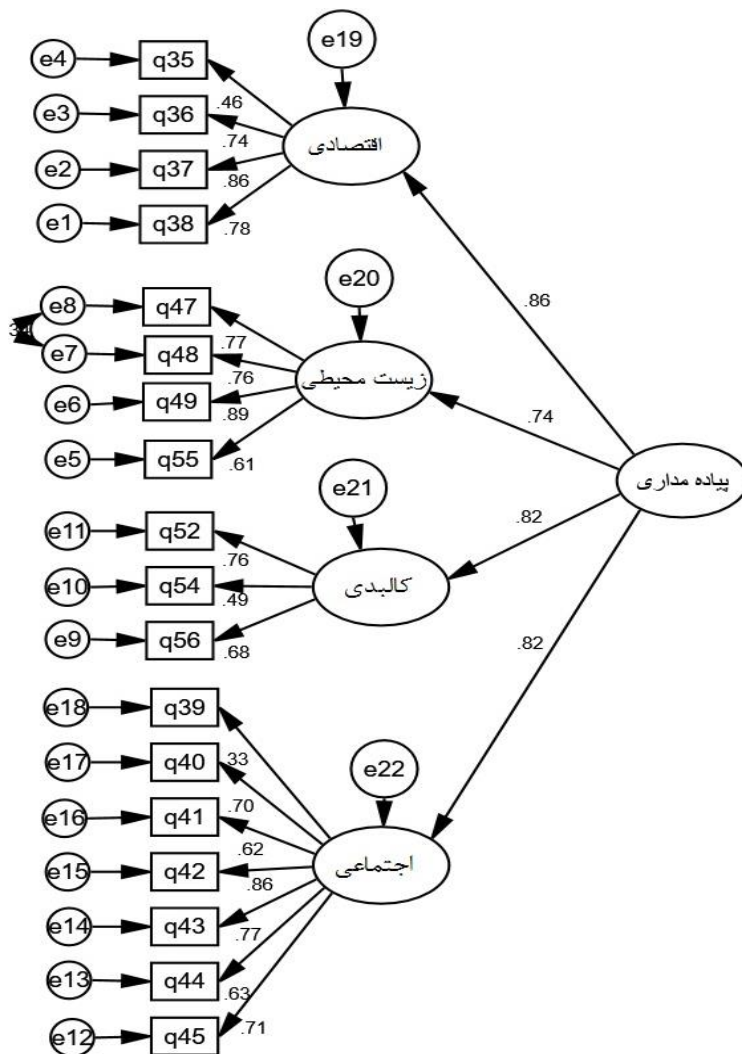 e19
e4
q35
.46
e3
q36
.74
اقتصادی
e2
q37
.86
e1
q38
.78
.86
e20
e8
q47
.77
e7
q48
.76
زیست محیطی
e6
q49
.89
.74
e5
q55
.61
پیاده مداری
e21
e11
q52
.76
.82
e10
q54
.49
کالبدی
e9
q56
.68
.82
e18
q39
.33
e17
q40
.70
e22
e16
q41
.62
e15
q42
.86
اجتماعی
e14
q43
.77
e13
q44
.63
e12
q45
.71